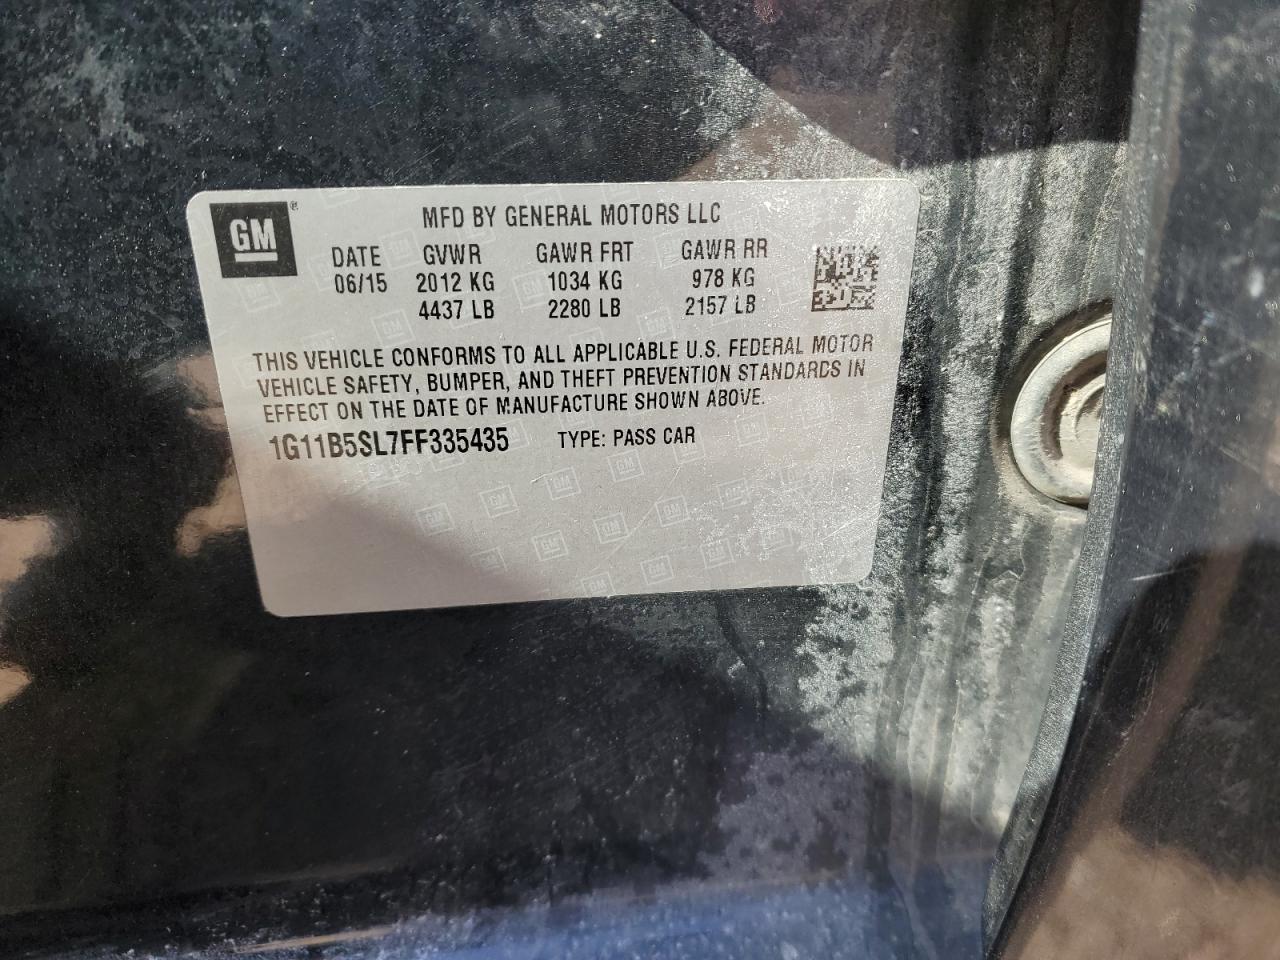 GM®
MFD BY GENERAL MOTORS LLC
DATE GVWR GAWR FRT GAWR RR
06/15 2012 KG 1034 KG 978 KG
4437 LB 2280 LB 2157 LB
THIS VEHICLE CONFORMS TO ALL APPLICABLE U.S. FEDERAL MOTOR
VEHICLE SAFETY, BUMPER, AND THEFT PREVENTION STANDARDS IN
EFFECT ON THE DATE OF MANUFACTURE SHOWN ABOVE.
1G11B5SL7FF335435 TYPE: PASS CAR